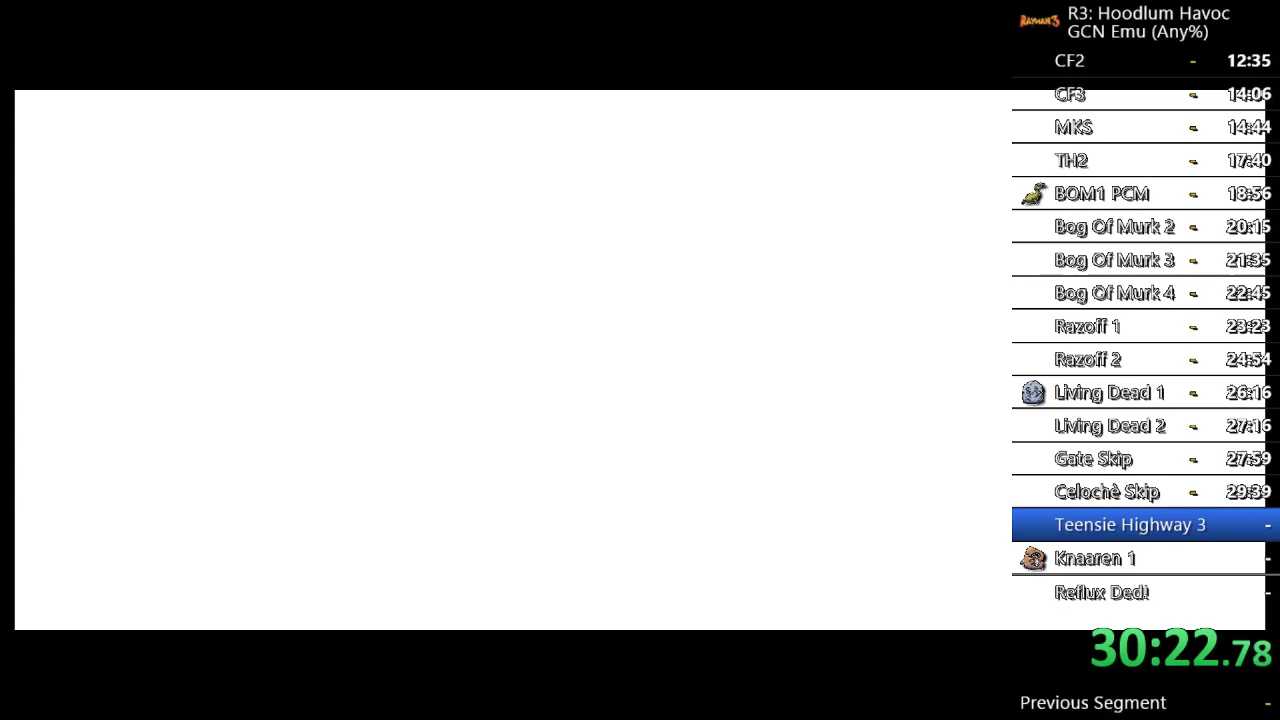 RAYMAN 3
R3: Hoodlum Havoc
GCN Emu (Any%)
CF2 - 12:35
CF3 - 14:06
MKS - 14:44
TH2 - 17:40
BOM1 PCM - 18:56
Bog Of Murk 2 - 20:15
Bog Of Murk 3 - 21:35
Bog Of Murk 4 - 22:45
Razoff 1 - 23:23
Razoff 2 - 24:54
Living Dead 1 - 26:16
Living Dead 2 - 27:16
Gate Skip - 27:59
Celochè Skip - 29:39
Teensie Highway 3 -
Knaaren 1 -
Reflux Ded! -
30:22.78
Previous Segment -